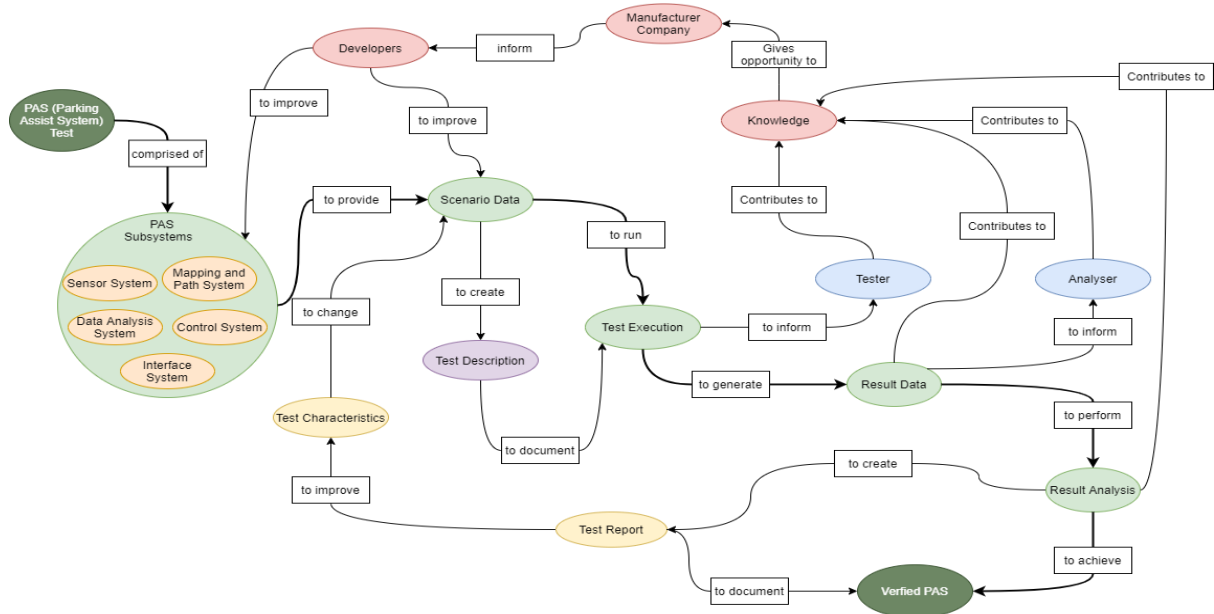 Manufacturer
Company
Developers
inform
Gives
opportunity to
Contributes to
PAS (Parking
Assist System)
Test
to improve
to improve
Knowledge
Contributes to
comprised of
to provide
Scenario Data
Contributes to
PAS
Subsystems
to run
Contributes to
Sensor System
Mapping and
Path System
Tester
Analyser
to change
to create
Data Analysis
System
Control System
Test Execution
to inform
to inform
Interface
System
Test Description
to generate
Result Data
Test Characteristics
to perform
to document
to create
to improve
Result Analysis
Test Report
to achieve
to document
Verfied PAS